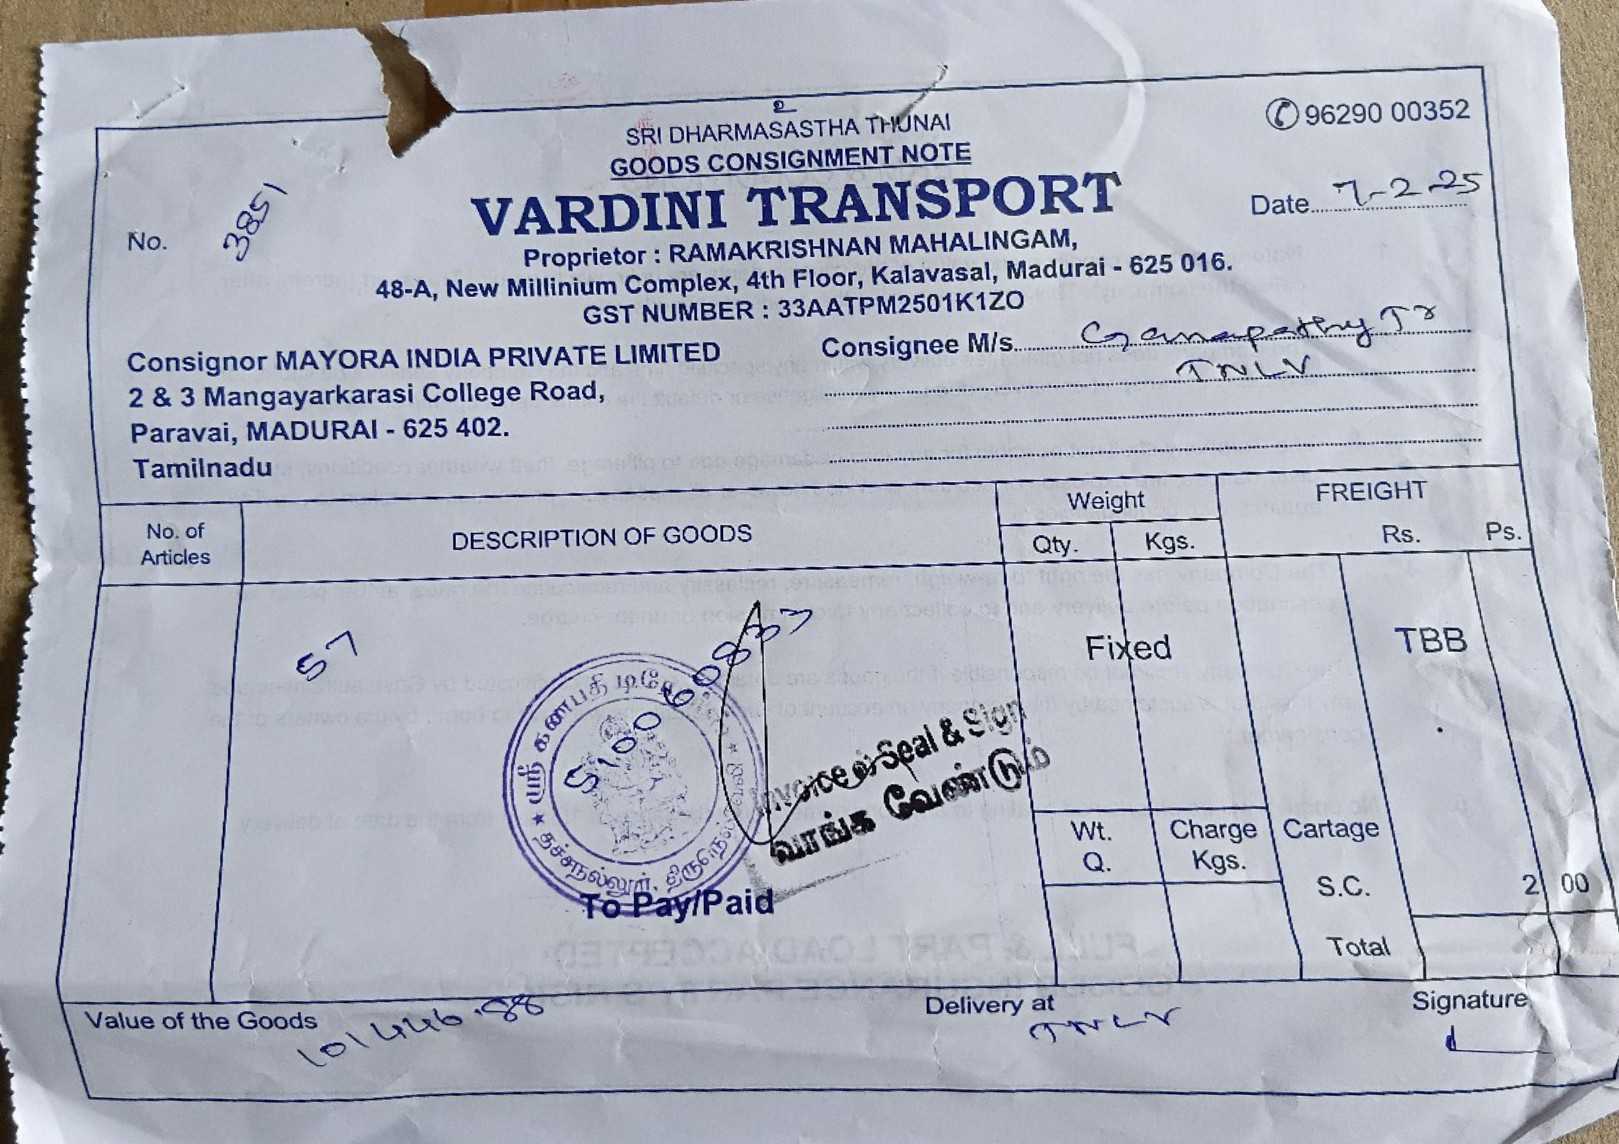 உ
SRI DHARMASASTHA THUNAI
✆ 96290 00352
GOODS CONSIGNMENT NOTE
VARDINI TRANSPORT
No. 3851
Date 7-2-25
Proprietor : RAMAKRISHNAN MAHALINGAM,
48-A, New Millinium Complex, 4th Floor, Kalavasal, Madurai - 625 016.
GST NUMBER : 33AATPM2501K1ZO
Consignor MAYORA INDIA PRIVATE LIMITED
2 & 3 Mangayarkarasi College Road,
Paravai, MADURAI - 625 402.
Tamilnadu
Consignee M/s. Ganapathy Tr
TNLV
No. of Articles
DESCRIPTION OF GOODS
Weight
Qty.
Kgs.
FREIGHT
Rs.
Ps.
57
5100600837
ஸ்ரீ கணபதி
தச்சநல்லூர்,
Invoice ல் Seal & Sign
வாங்க வேண்டும்
To Pay/Paid
Fixed
TBB
Wt. Q.
Charge Kgs.
Cartage
S.C.
2 00
Total
Value of the Goods 101446.88
Delivery at TNLV
Signature